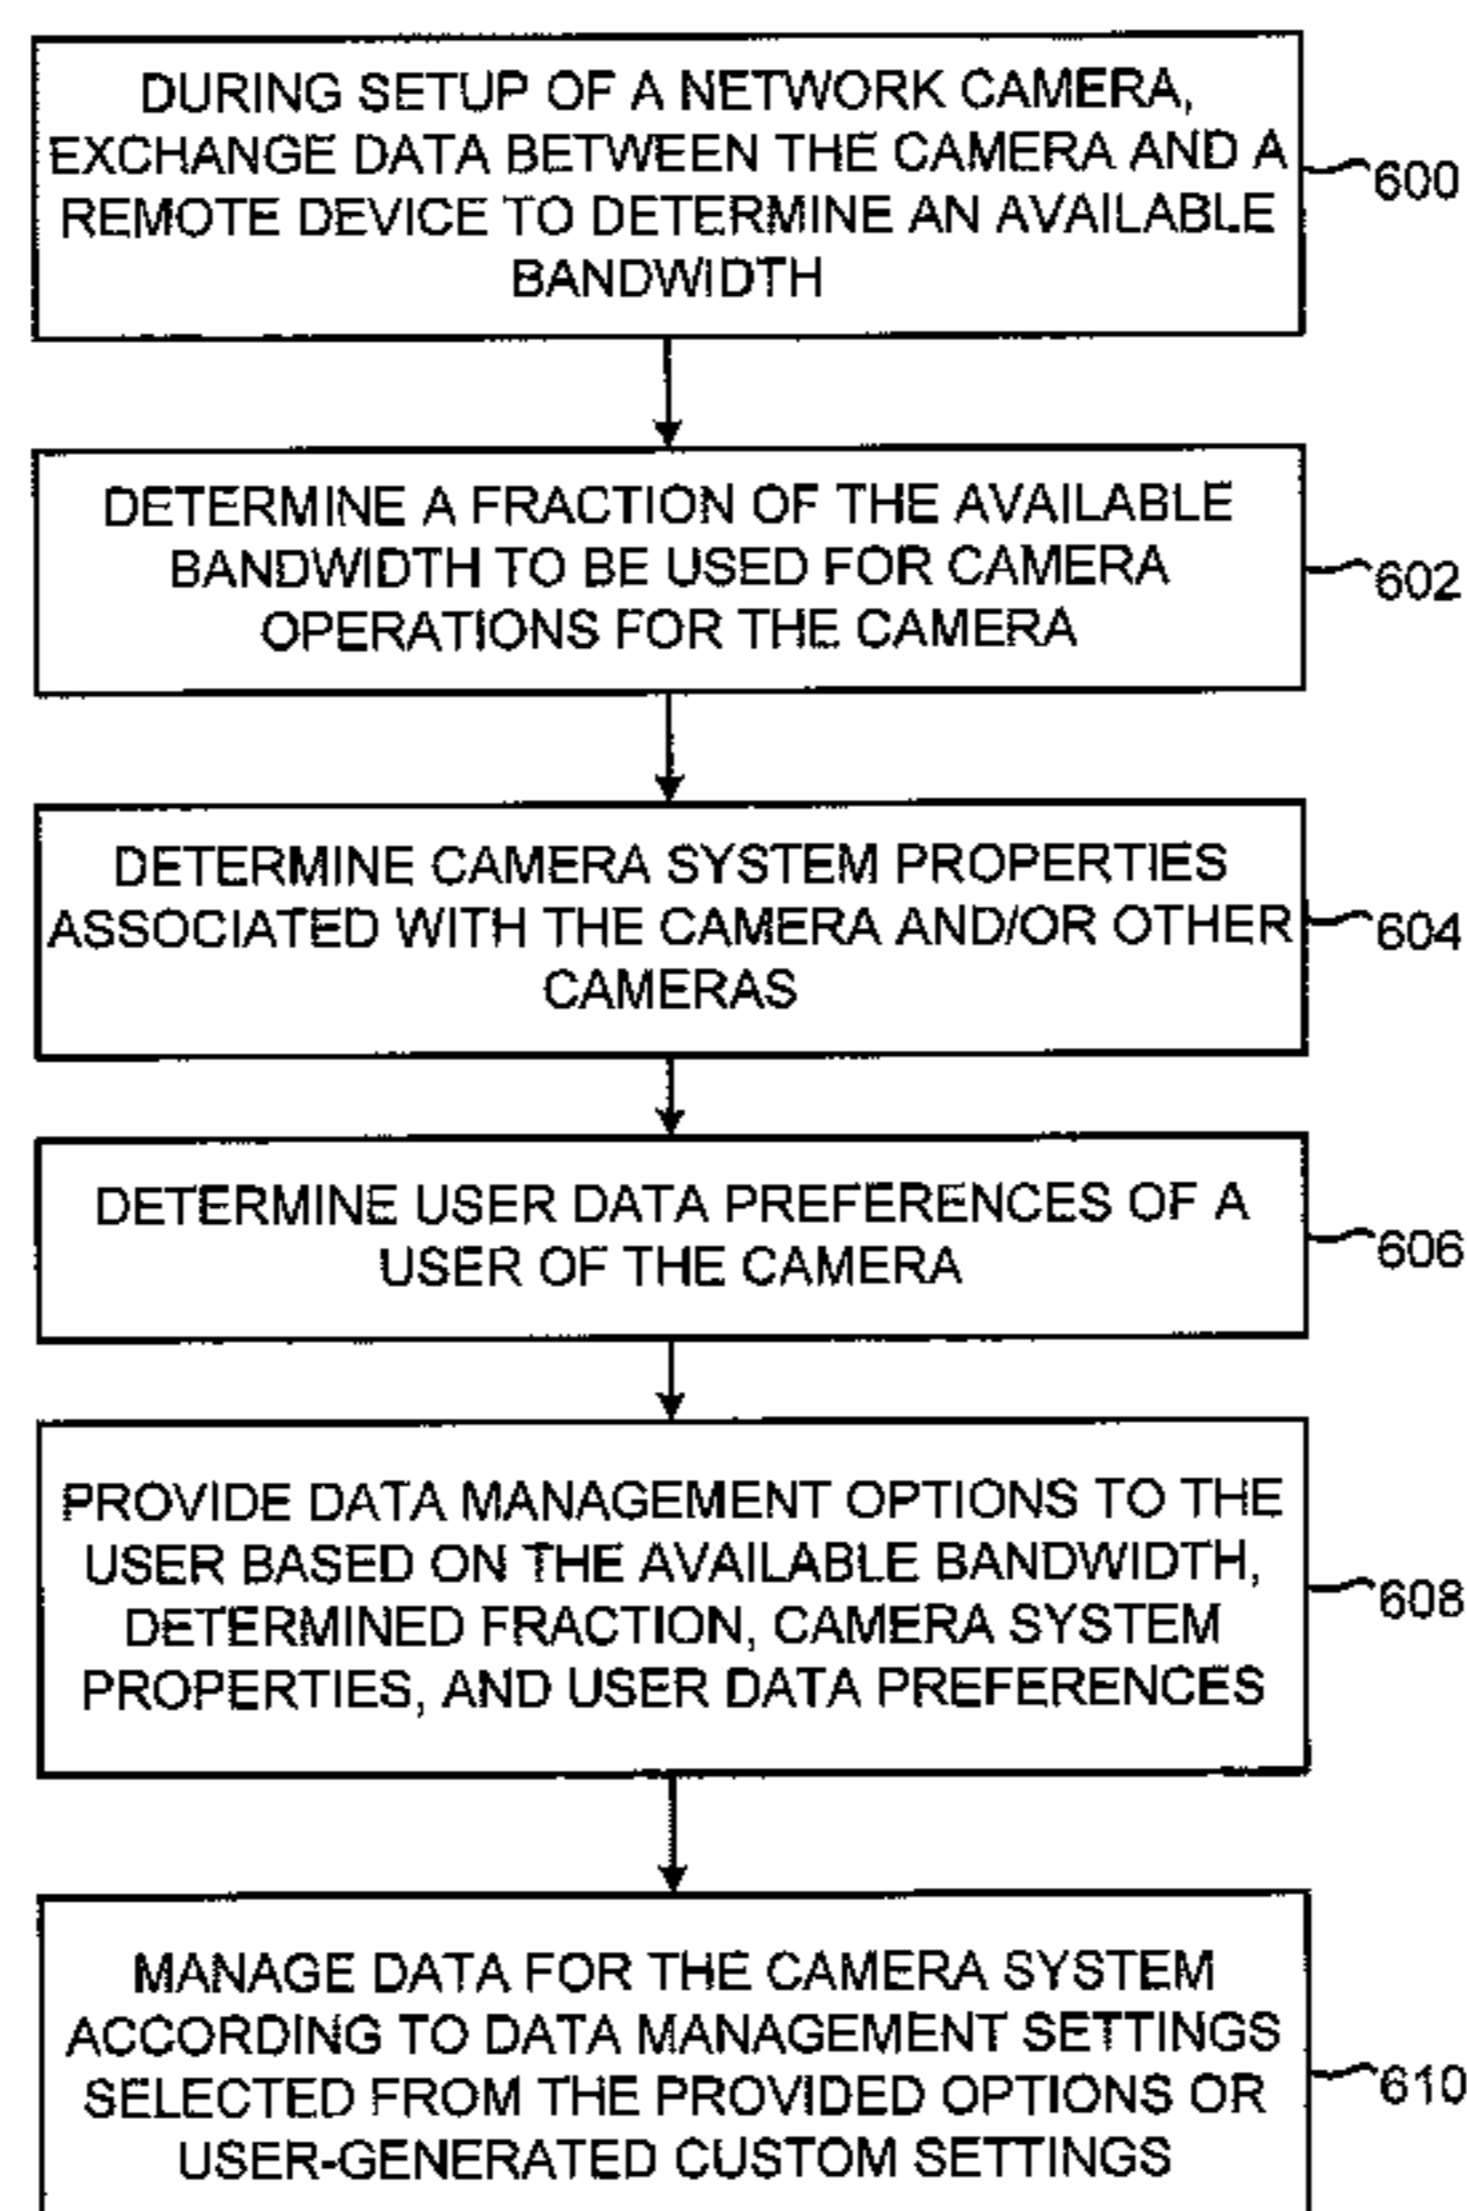 DURING SETUP OF A NETWORK CAMERA,
EXCHANGE DATA BETWEEN THE CAMERA AND A
REMOTE DEVICE TO DETERMINE AN AVAILABLE
BANDWIDTH
600
DETERMINE A FRACTION OF THE AVAILABLE
BANDWIDTH TO BE USED FOR CAMERA
OPERATIONS FOR THE CAMERA
602
DETERMINE CAMERA SYSTEM PROPERTIES
ASSOCIATED WITH THE CAMERA AND/OR OTHER
CAMERAS
604
DETERMINE USER DATA PREFERENCES OF A
USER OF THE CAMERA
606
PROVIDE DATA MANAGEMENT OPTIONS TO THE
USER BASED ON THE AVAILABLE BANDWIDTH,
DETERMINED FRACTION, CAMERA SYSTEM
PROPERTIES, AND USER DATA PREFERENCES
608
MANAGE DATA FOR THE CAMERA SYSTEM
ACCORDING TO DATA MANAGEMENT SETTINGS
SELECTED FROM THE PROVIDED OPTIONS OR
USER-GENERATED CUSTOM SETTINGS
610